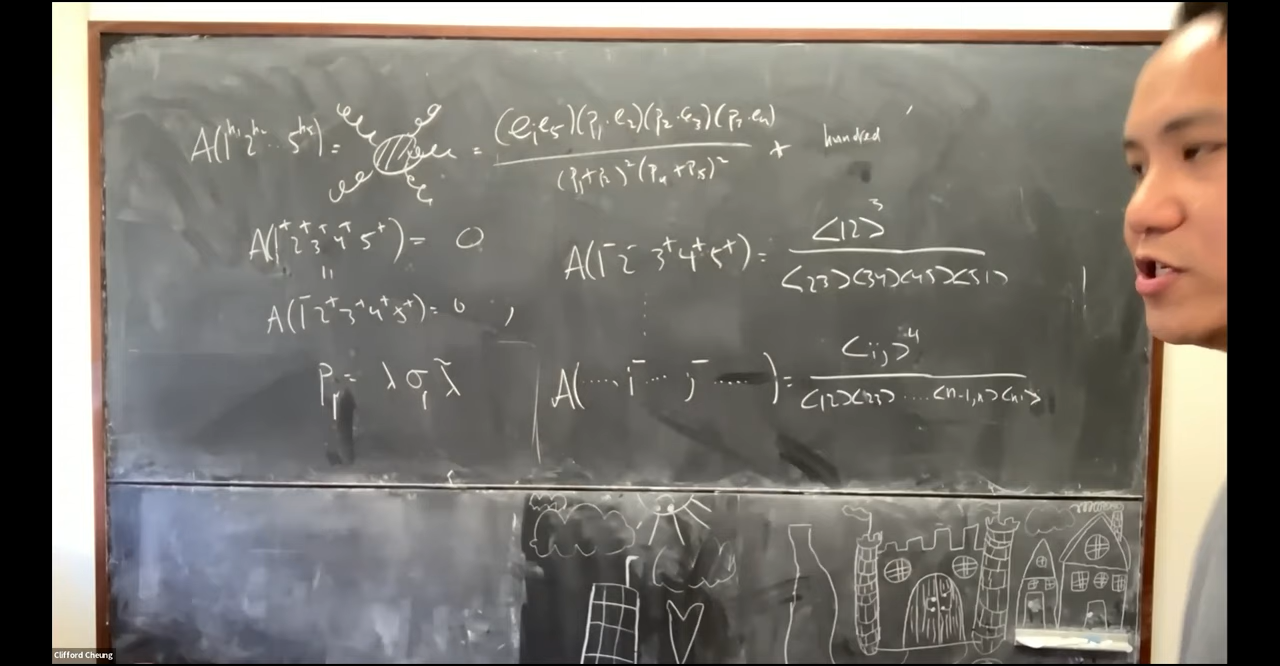 A(1^{h_1} 2^{h_2} ... 5^{h_5}) = = (e_1 e_5)(p_1·e_2)(p_2·e_3)(p_3·e_4) / (p_1+p_2)^2 (p_4+p_5)^2 + hundred
A(1^+ 2^+ 3^+ 4^+ 5^+) = 0
A(1^- 2^- 3^+ 4^+ 5^+) = <12>^3 / <23><34><45><51>
"
A(1^- 2^+ 3^+ 4^+ 5^+) = 0 ,
P_μ = λ σ_μ λ̃
A(.... i^- ... j^- .....) = <ij>^4 / <12><23> .... <n-1,n><n1>
Clifford Cheung